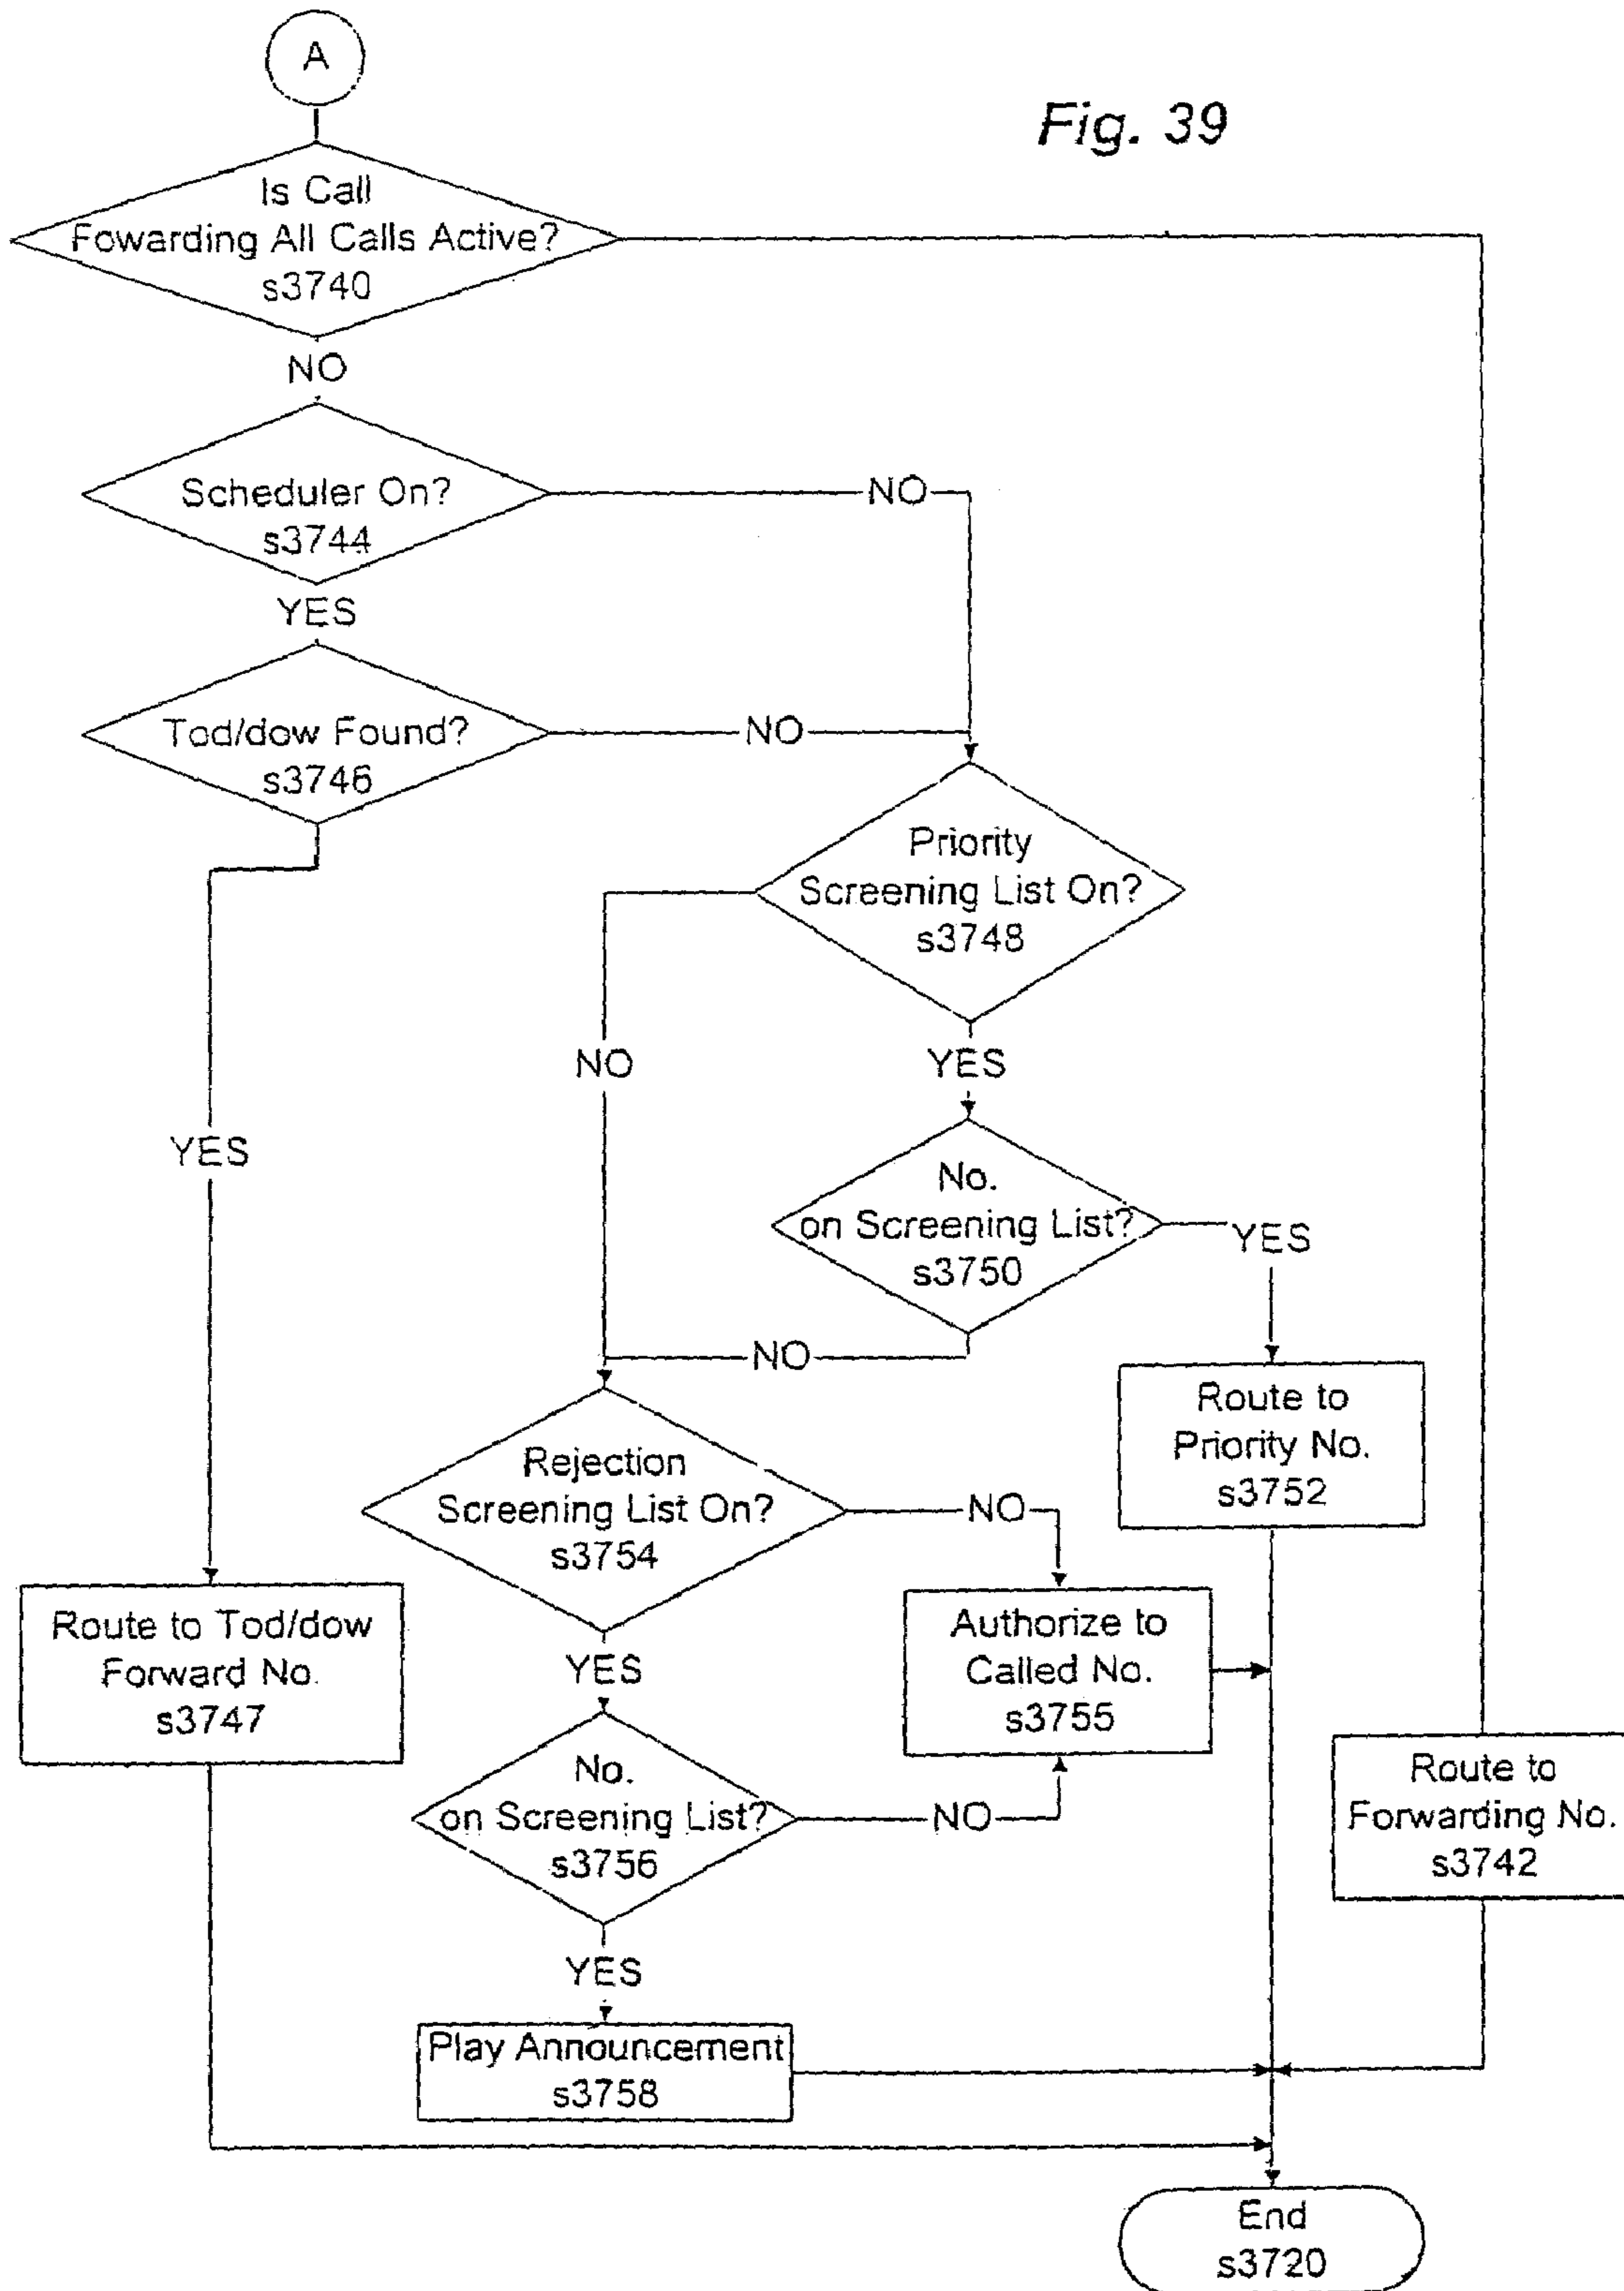 A
Fig. 39
Is Call
Fowarding All Calls Active?
s3740
NO
Scheduler On?
s3744
NO
YES
Tod/dow Found?
s3746
NO
Priority
Screening List On?
s3748
NO
YES
YES
No.
on Screening List?
s3750
YES
NO
Route to
Priority No.
s3752
Rejection
Screening List On?
s3754
NO
Route to Tod/dow
Forward No.
s3747
YES
Authorize to
Called No.
s3755
No.
on Screening List?
s3756
NO
Route to
Forwarding No.
s3742
YES
Play Announcement
s3758
End
s3720